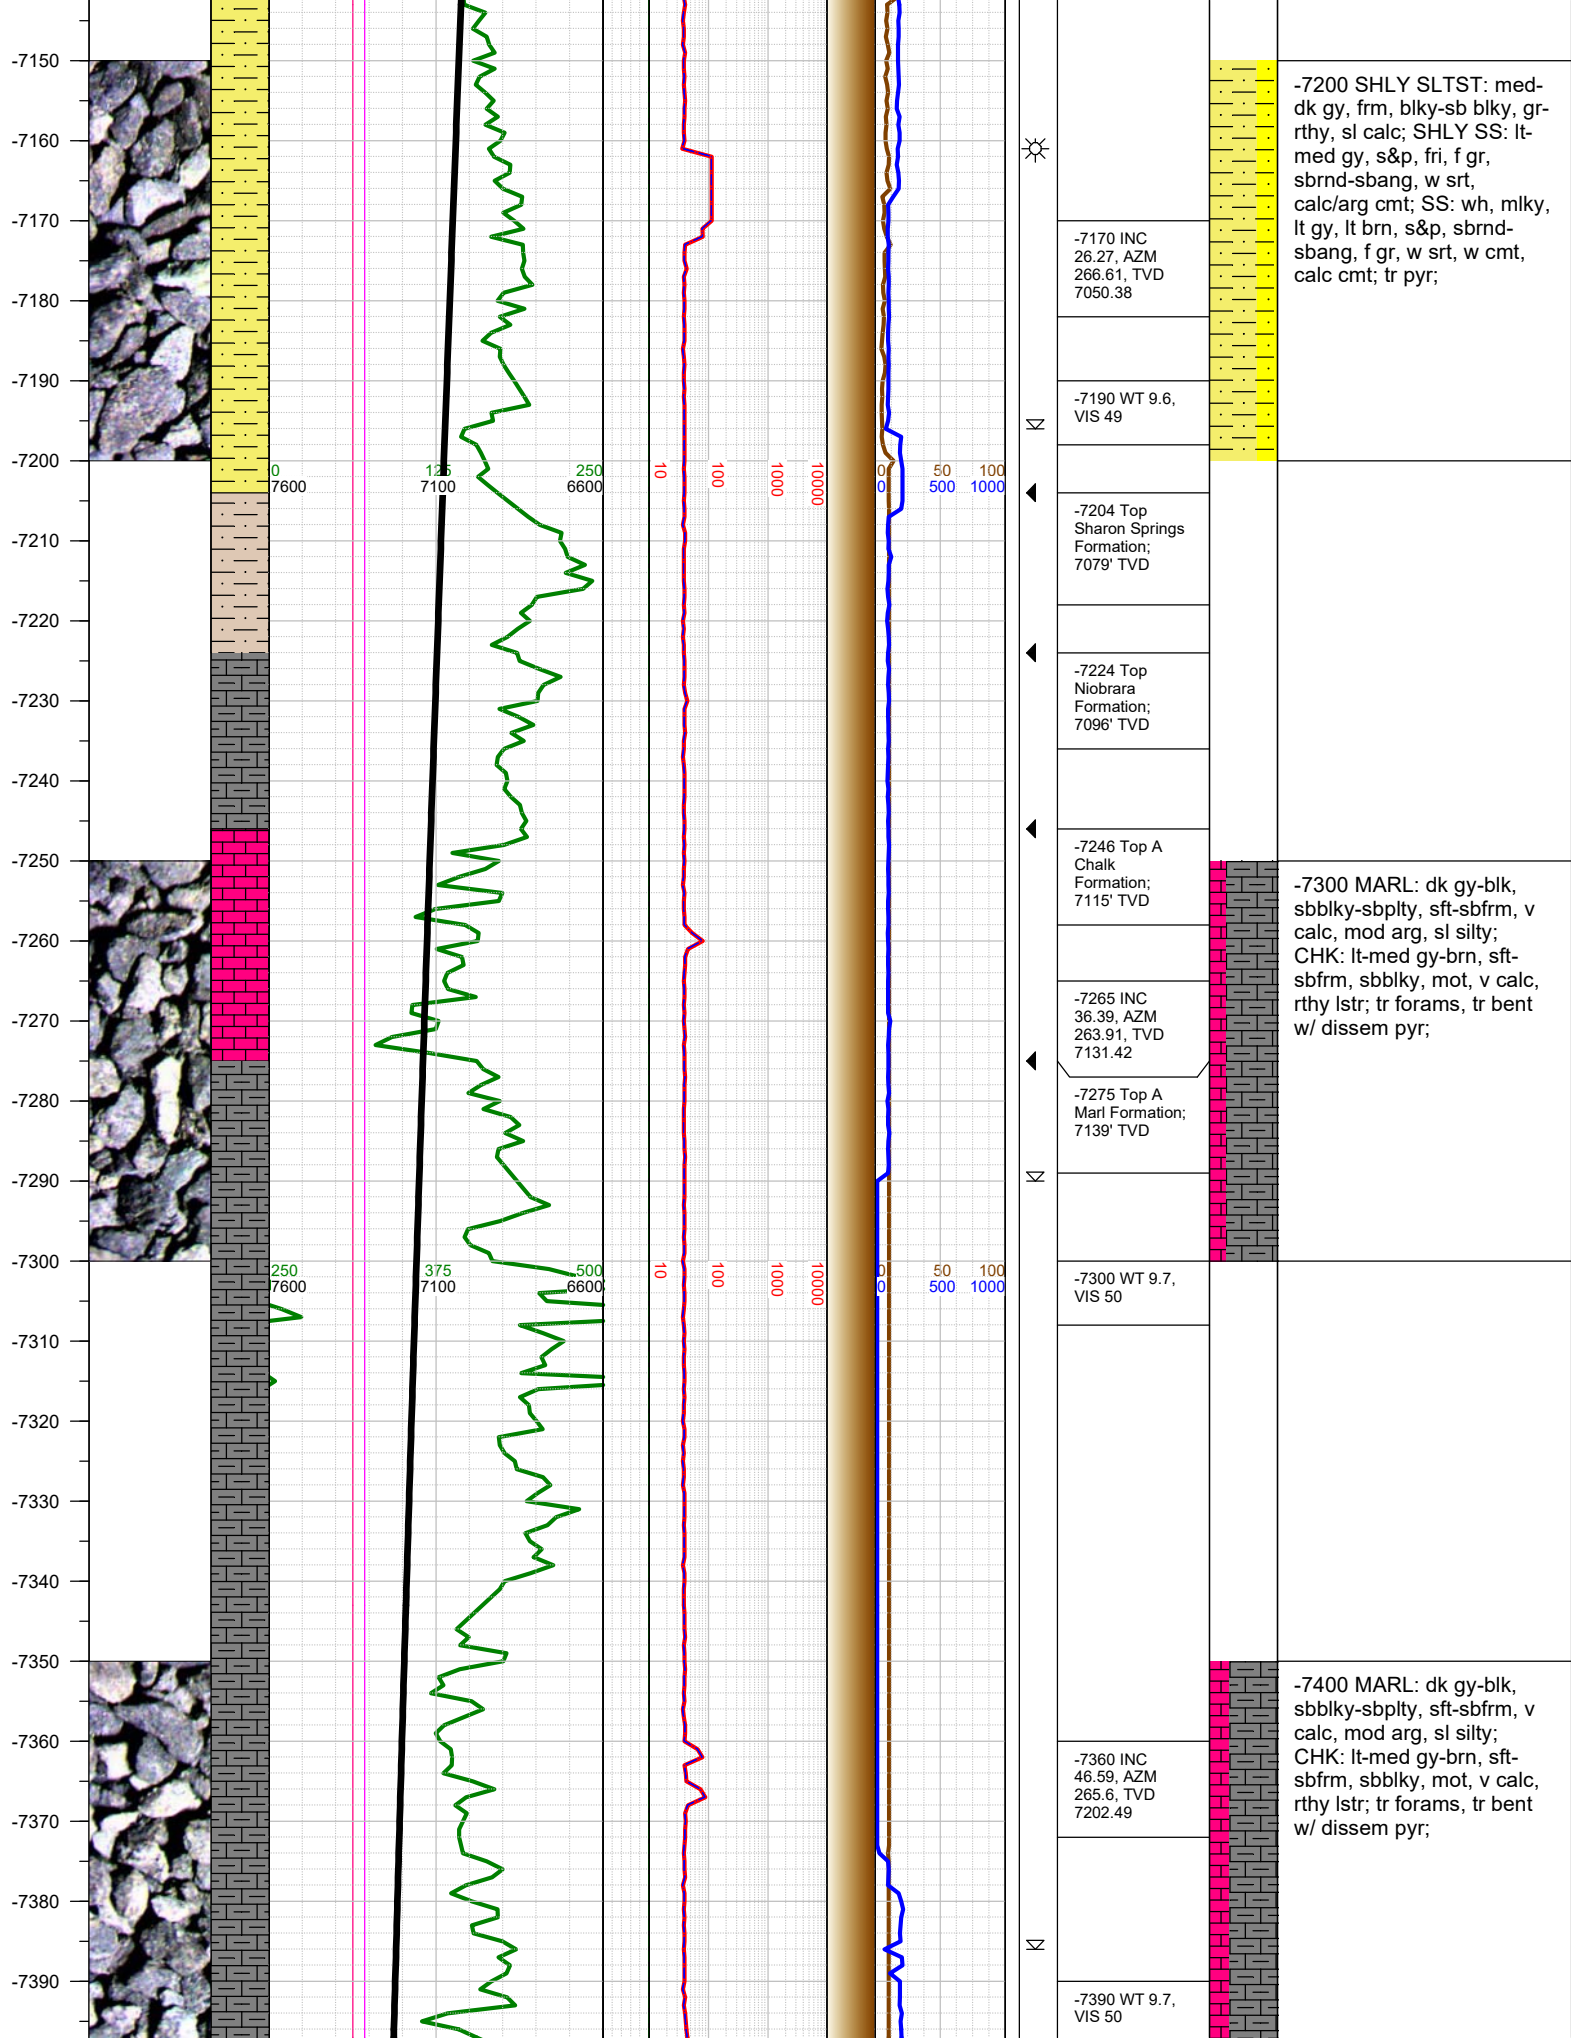 -7150
-7160
-7170
-7180
-7190
-7200
-7210
-7220
-7230
-7240
-7250
-7260
-7270
-7280
-7290
-7300
-7310
-7320
-7330
-7340
-7350
-7360
-7370
-7380
-7390
0 125 250
7600 7100 6600
10 100 1000 10000
0 50 100
0 500 1000
250 375 500
7600 7100 6600
10 100 1000 10000
0 50 100
0 500 1000
-7170 INC
26.27, AZM
266.61, TVD
7050.38
-7190 WT 9.6,
VIS 49
-7204 Top
Sharon Springs
Formation;
7079' TVD
-7224 Top
Niobrara
Formation;
7096' TVD
-7246 Top A
Chalk
Formation;
7115' TVD
-7265 INC
36.39, AZM
263.91, TVD
7131.42
-7275 Top A
Marl Formation;
7139' TVD
-7300 WT 9.7,
VIS 50
-7360 INC
46.59, AZM
265.6, TVD
7202.49
-7390 WT 9.7,
VIS 50
-7200 SHLY SLTST: med-
dk gy, frm, blky-sb blky, gr-
rthy, sl calc; SHLY SS: lt-
med gy, s&p, fri, f gr,
sbrnd-sbang, w srt,
calc/arg cmt; SS: wh, mlky,
lt gy, lt brn, s&p, sbrnd-
sbang, f gr, w srt, w cmt,
calc cmt; tr pyr;
-7300 MARL: dk gy-blk,
sbblky-sbplty, sft-sbfrm, v
calc, mod arg, sl silty;
CHK: lt-med gy-brn, sft-
sbfrm, sbblky, mot, v calc,
rthy lstr; tr forams, tr bent
w/ dissem pyr;
-7400 MARL: dk gy-blk,
sbblky-sbplty, sft-sbfrm, v
calc, mod arg, sl silty;
CHK: lt-med gy-brn, sft-
sbfrm, sbblky, mot, v calc,
rthy lstr; tr forams, tr bent
w/ dissem pyr;